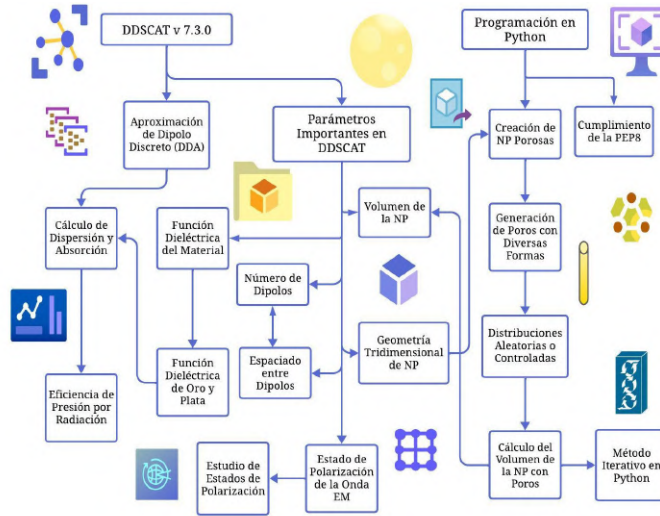 DDSCAT v 7.3.0
Programación en
Python
Aproximación
de Dipolo
Discreto (DDA)
Parámetros
Importantes en
DDSCAT
Creación de
NP Porosas
Cumplimiento
de la PEP8
Cálculo de
Dispersión y
Absorción
Función
Dieléctrica
del Material
Volumen de
la NP
Generación
de Poros con
Diversas
Formas
Número de
Dipolos
Espaciado entre
Dipolos
Geometría
Tridimensional
de NP
Distribuciones
Aleatorias o
Controladas
Eficiencia de
Presión por
Radiación
Función
Dieléctrica
de Oro y
Plata
Estudio de
Estados de
Polarización
Estado de
Polarización
de la Onda
EM
Cálculo del
Volumen de
la NP con
Poros
Método
Iterativo en
Python